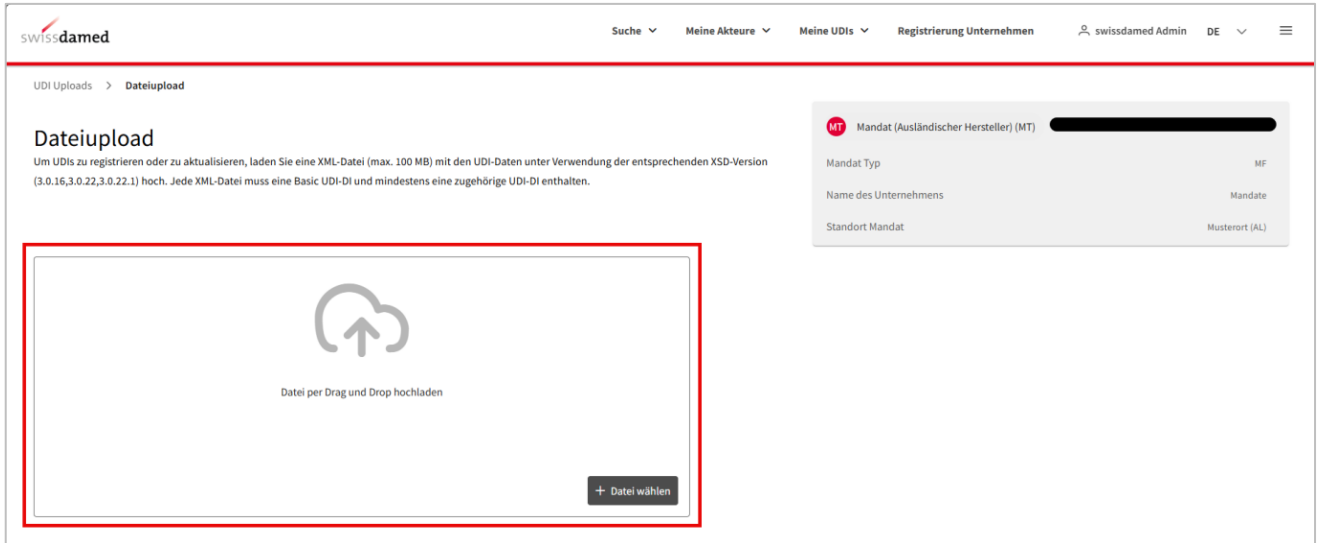 swissdamed
Suche
Meine Akteure
Meine UDIs
Registrierung Unternehmen
swissdamed Admin
DE
UDI Uploads > Dateiupload
Dateiupload
Um UDIs zu registrieren oder zu aktualisieren, laden Sie eine XML-Datei (max. 100 MB) mit den UDI-Daten unter Verwendung der entsprechenden XSD-Version
(3.0.16,3.0.22,3.0.22.1) hoch. Jede XML-Datei muss eine Basic UDI-DI und mindestens eine zugehörige UDI-DI enthalten.
MT Mandat (Ausländischer Hersteller) (MT)
Mandat Typ MF
Name des Unternehmens Mandate
Standort Mandat Musterort (AL)
Datei per Drag und Drop hochladen
+ Datei wählen